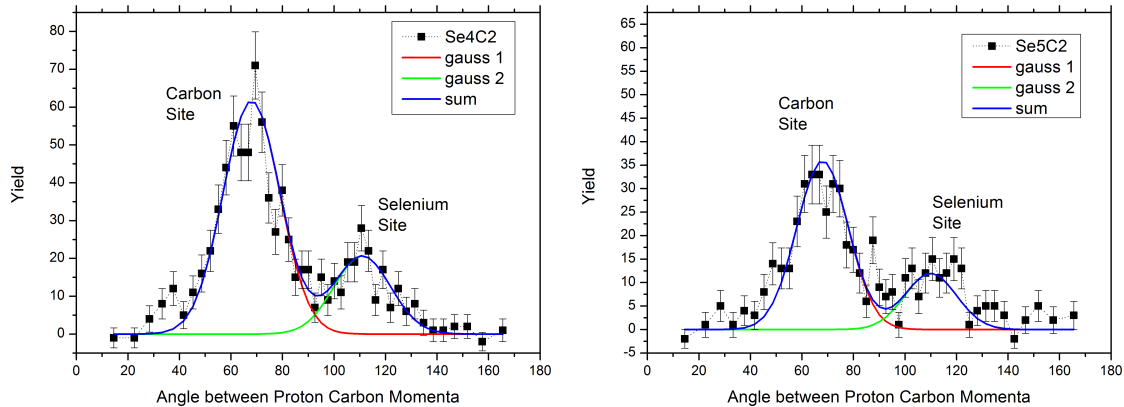 80
70
60
50
40
30
20
10
0
Yield
0 20 40 60 80 100 120 140 160 180
Angle between Proton Carbon Momenta
Carbon
Site
Selenium
Site
Se4C2
gauss 1
gauss 2
sum
65
60
55
50
45
40
35
30
25
20
15
10
5
0
-5
Yield
0 20 40 60 80 100 120 140 160 180
Angle between Proton Carbon Momenta
Carbon
Site
Selenium
Site
Se5C2
gauss 1
gauss 2
sum